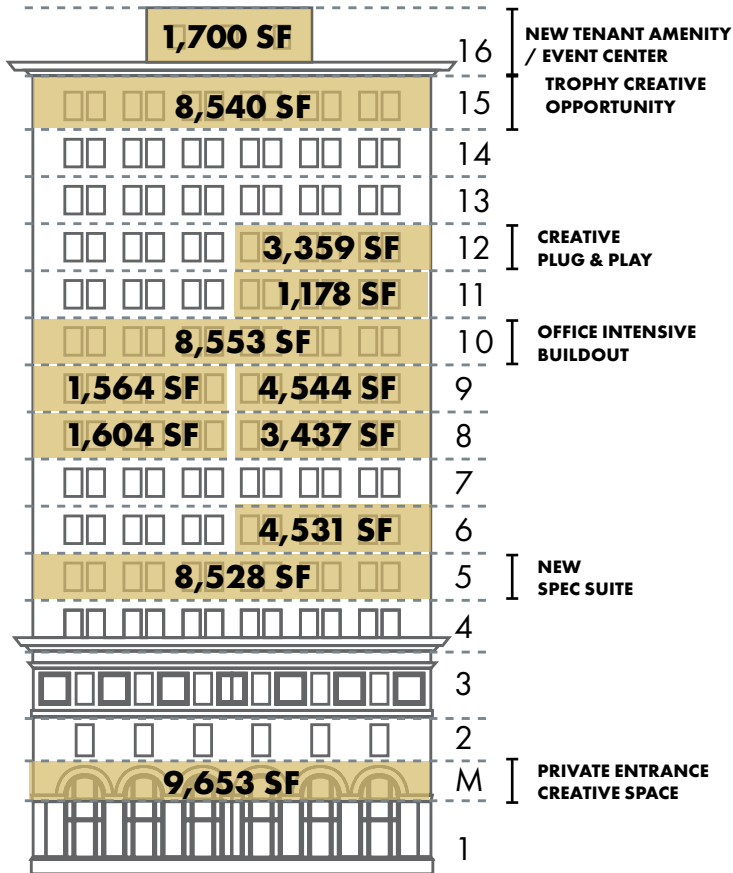 1,700 SF
16
NEW TENANT AMENITY
/ EVENT CENTER
8,540 SF
15
TROPHY CREATIVE
OPPORTUNITY
14
13
3,359 SF
12
CREATIVE
PLUG & PLAY
1,178 SF
11
8,553 SF
10
OFFICE INTENSIVE
BUILDOUT
1,564 SF
4,544 SF
9
1,604 SF
3,437 SF
8
7
4,531 SF
6
8,528 SF
5
NEW
SPEC SUITE
4
3
2
9,653 SF
M
PRIVATE ENTRANCE
CREATIVE SPACE
1